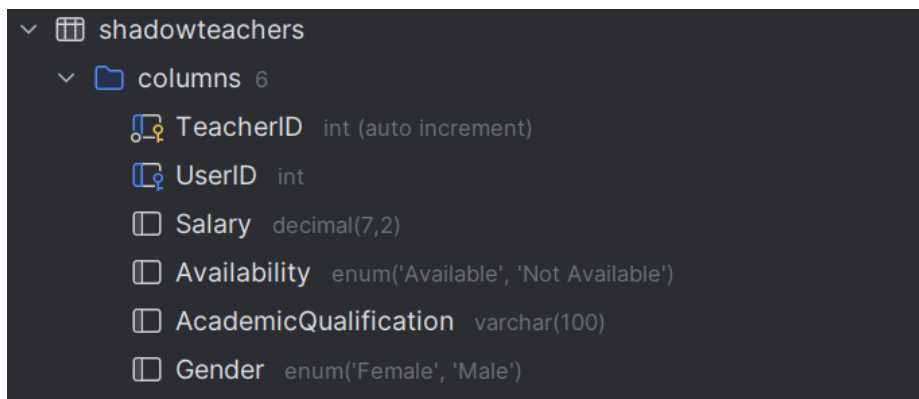 shadowteachers
columns 6
TeacherID int (auto increment)
UserID int
Salary decimal(7,2)
Availability enum('Available', 'Not Available')
AcademicQualification varchar(100)
Gender enum('Female', 'Male')